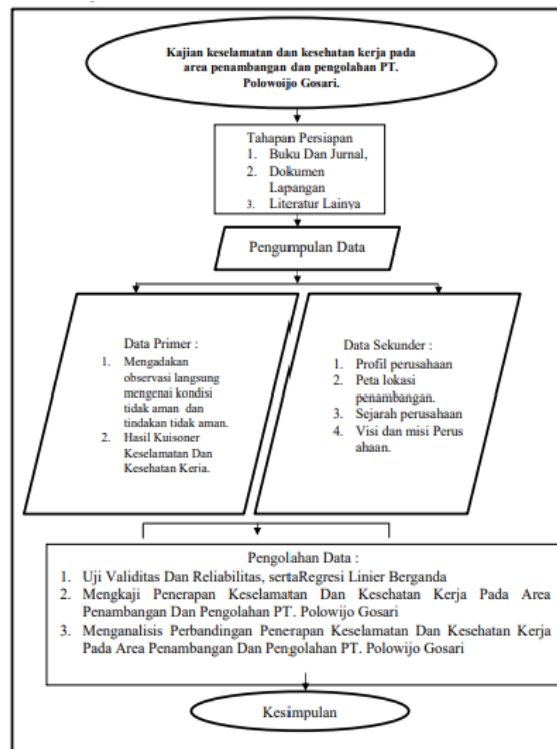 Kajian keselamatan dan kesehatan kerja pada
area penambangan dan pengolahan PT.
Polowoijo Gosari.
Tahapan Persiapan
1. Buku Dan Jurnal,
2. Dokumen
Lapangan
3. Literatur Lainya
Pengumpulan Data
Data Primer :
1. Mengadakan
observasi langsung
mengenai kondisi
tidak aman dan
tindakan tidak aman.
2. Hasil Kuisoner
Keselamatan Dan
Kesehatan Kerja.
Data Sekunder :
1. Profil perusahaan
2. Peta lokasi
penambangan.
3. Sejarah perusahaan
4. Visi dan misi Perus
ahaan.
Pengolahan Data :
1. Uji Validitas Dan Reliabilitas, sertaRegresi Linier Berganda
2. Mengkaji Penerapan Keselamatan Dan Kesehatan Kerja Pada Area
Penambangan Dan Pengolahan PT. Polowijo Gosari
3. Menganalisis Perbandingan Penerapan Keselamatan Dan Kesehatan Kerja
Pada Area Penambangan Dan Pengolahan PT. Polowijo Gosari
Kesimpulan